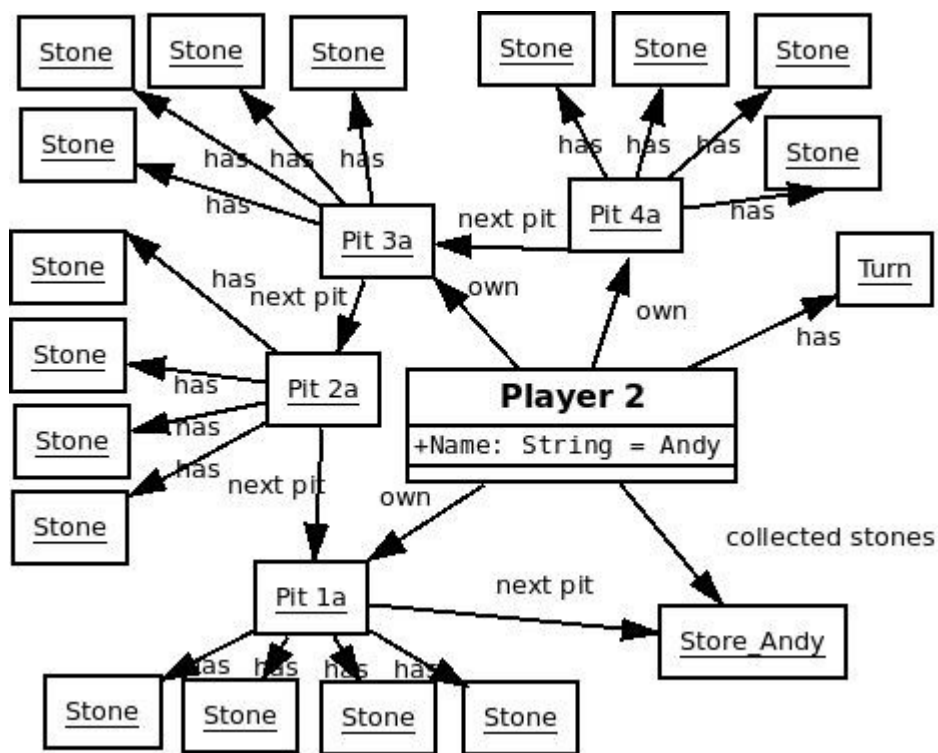 Stone
Stone
Stone
Stone
Stone
Stone
Stone
Stone
has
has
has
has
has
has
has
has
Pit 3a
next pit
Pit 4a
Stone
Turn
has
next pit
own
own
has
Stone
has
Pit 2a
Player 2
Stone
has
+Name: String = Andy
Stone
has
next pit
own
collected stones
Pit 1a
next pit
Store_Andy
has
has
has
has
Stone
Stone
Stone
Stone